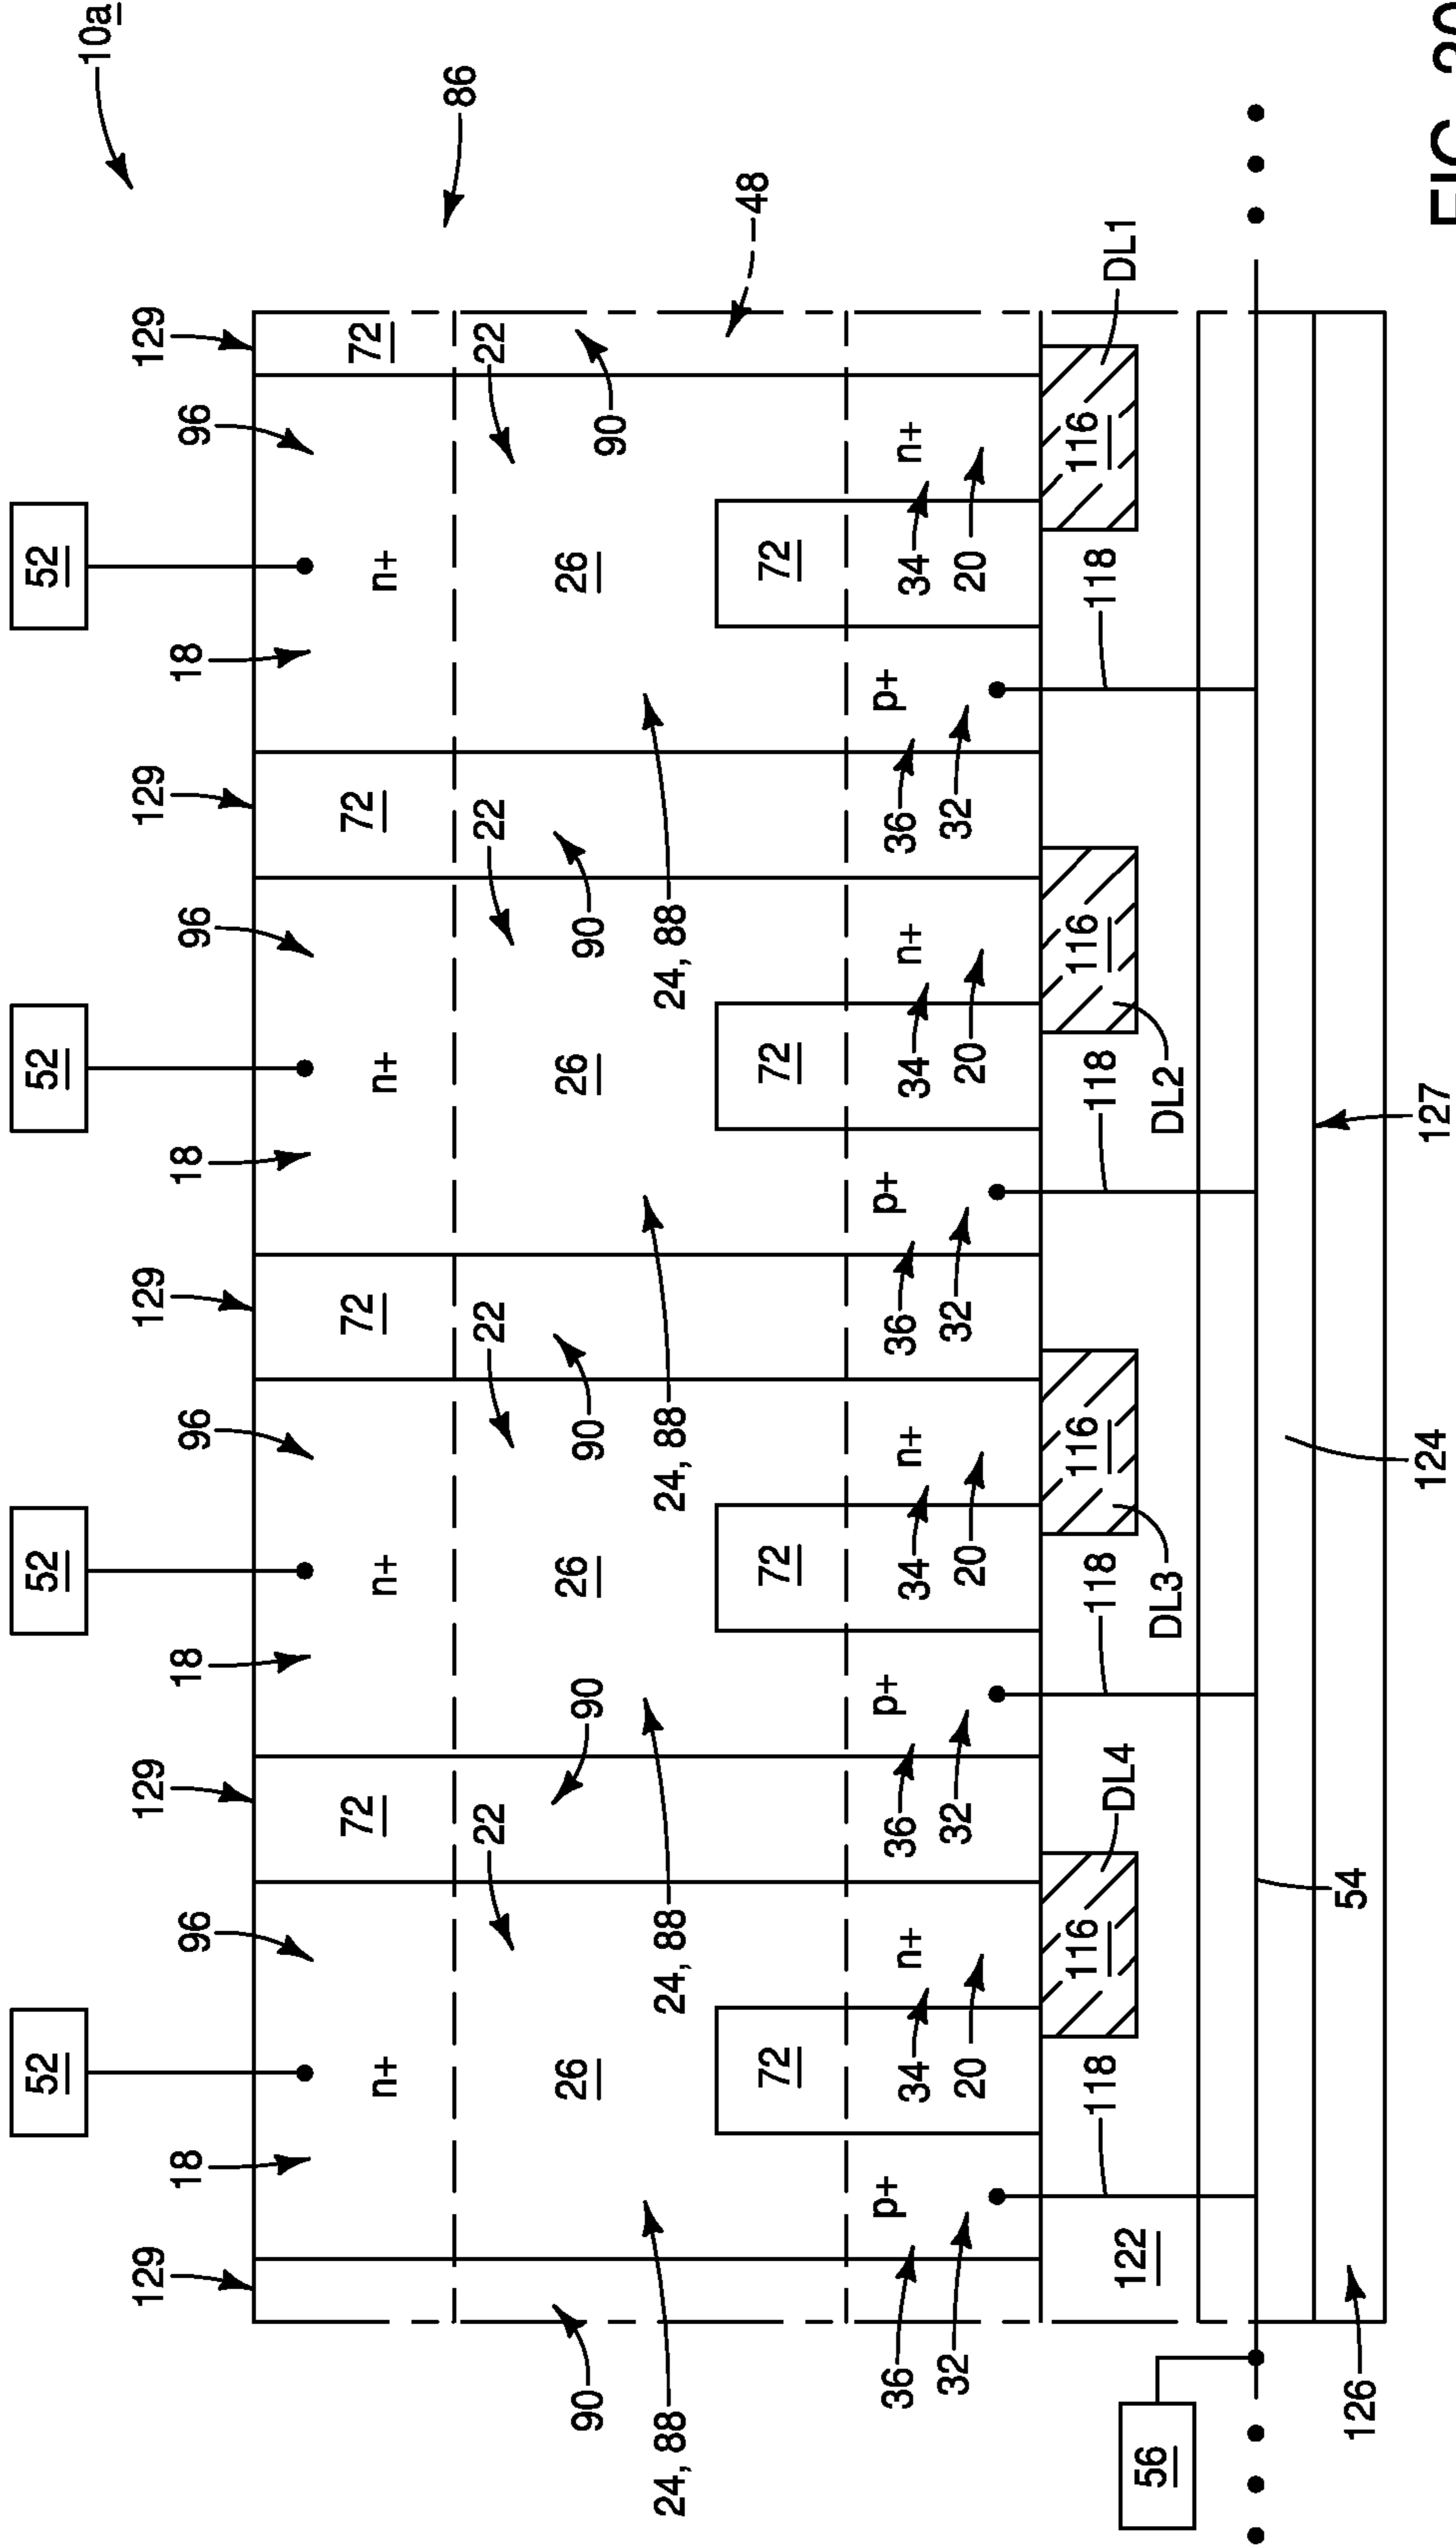 52 52 52 52
10a
129 129 129 129 129
18 96 18 96 18 96 18 96
n+ 72 n+ 72 n+ 72 n+ 72
86
22 22 22 22
90 26 90 26 90 26 90 26 90
24, 88 24, 88 24, 88 24, 88
48
72 72 72 72
p+ n+ p+ n+ p+ n+ p+ n+
36 34 36 34 36 34 36 34
32 20 32 20 32 20 32 20
118 116 118 116 118 116 118 116
122 DL4 DL3 DL2 DL1
56
126 54 124 127
FIG.